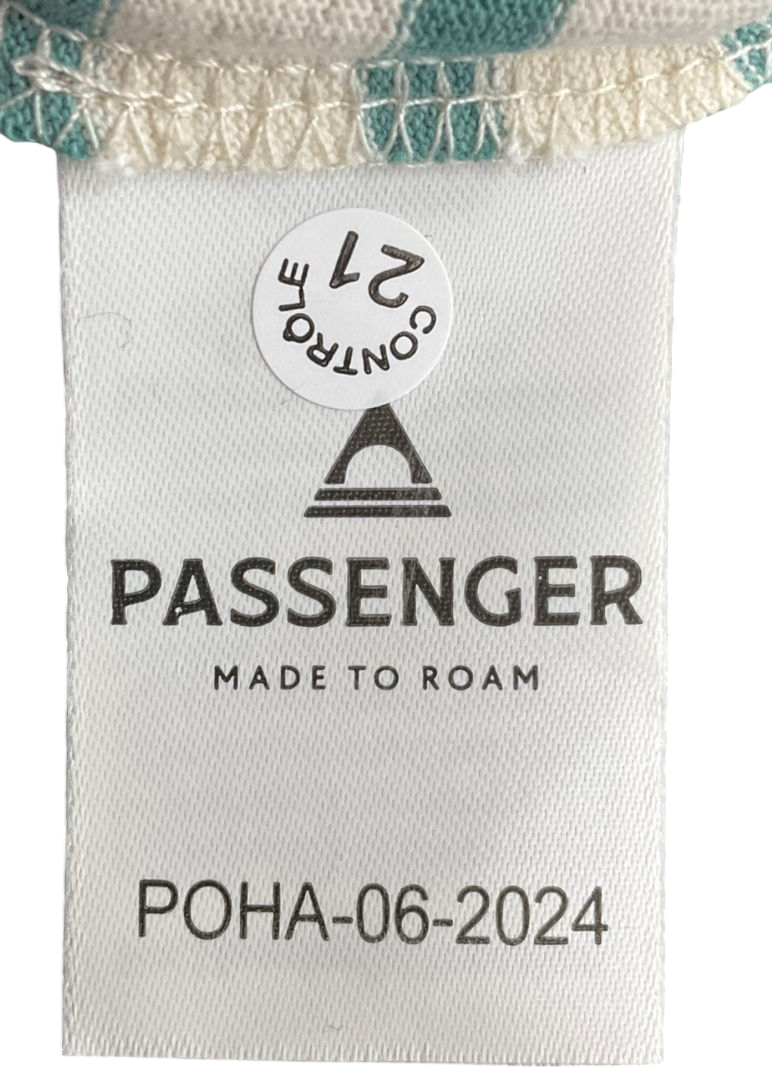 21
CONTROLE
PASSENGER
MADE TO ROAM
POHA-06-2024